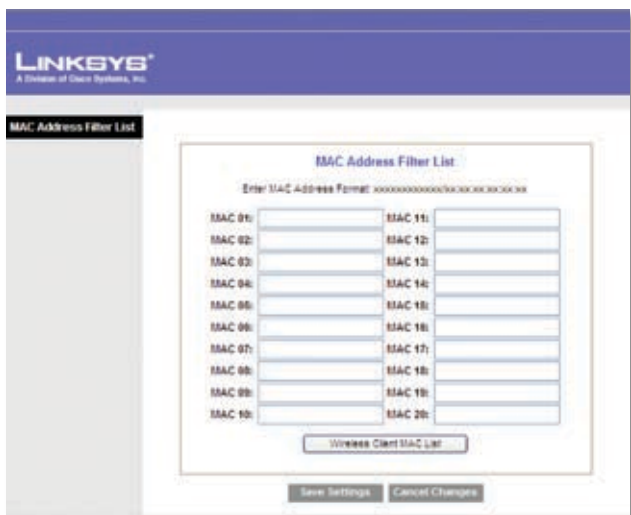 LINKSYS®
A Division of Cisco Systems, Inc.
MAC Address Filter List
MAC Address Filter List
Enter MAC Address Format: xxxxxxxxxxxx/xx:xx:xx:xx:xx:xx
MAC 01: MAC 11:
MAC 02: MAC 12:
MAC 03: MAC 13:
MAC 04: MAC 14:
MAC 05: MAC 15:
MAC 06: MAC 16:
MAC 07: MAC 17:
MAC 08: MAC 18:
MAC 09: MAC 19:
MAC 10: MAC 20:
Wireless Client MAC List
Save Settings Cancel Changes